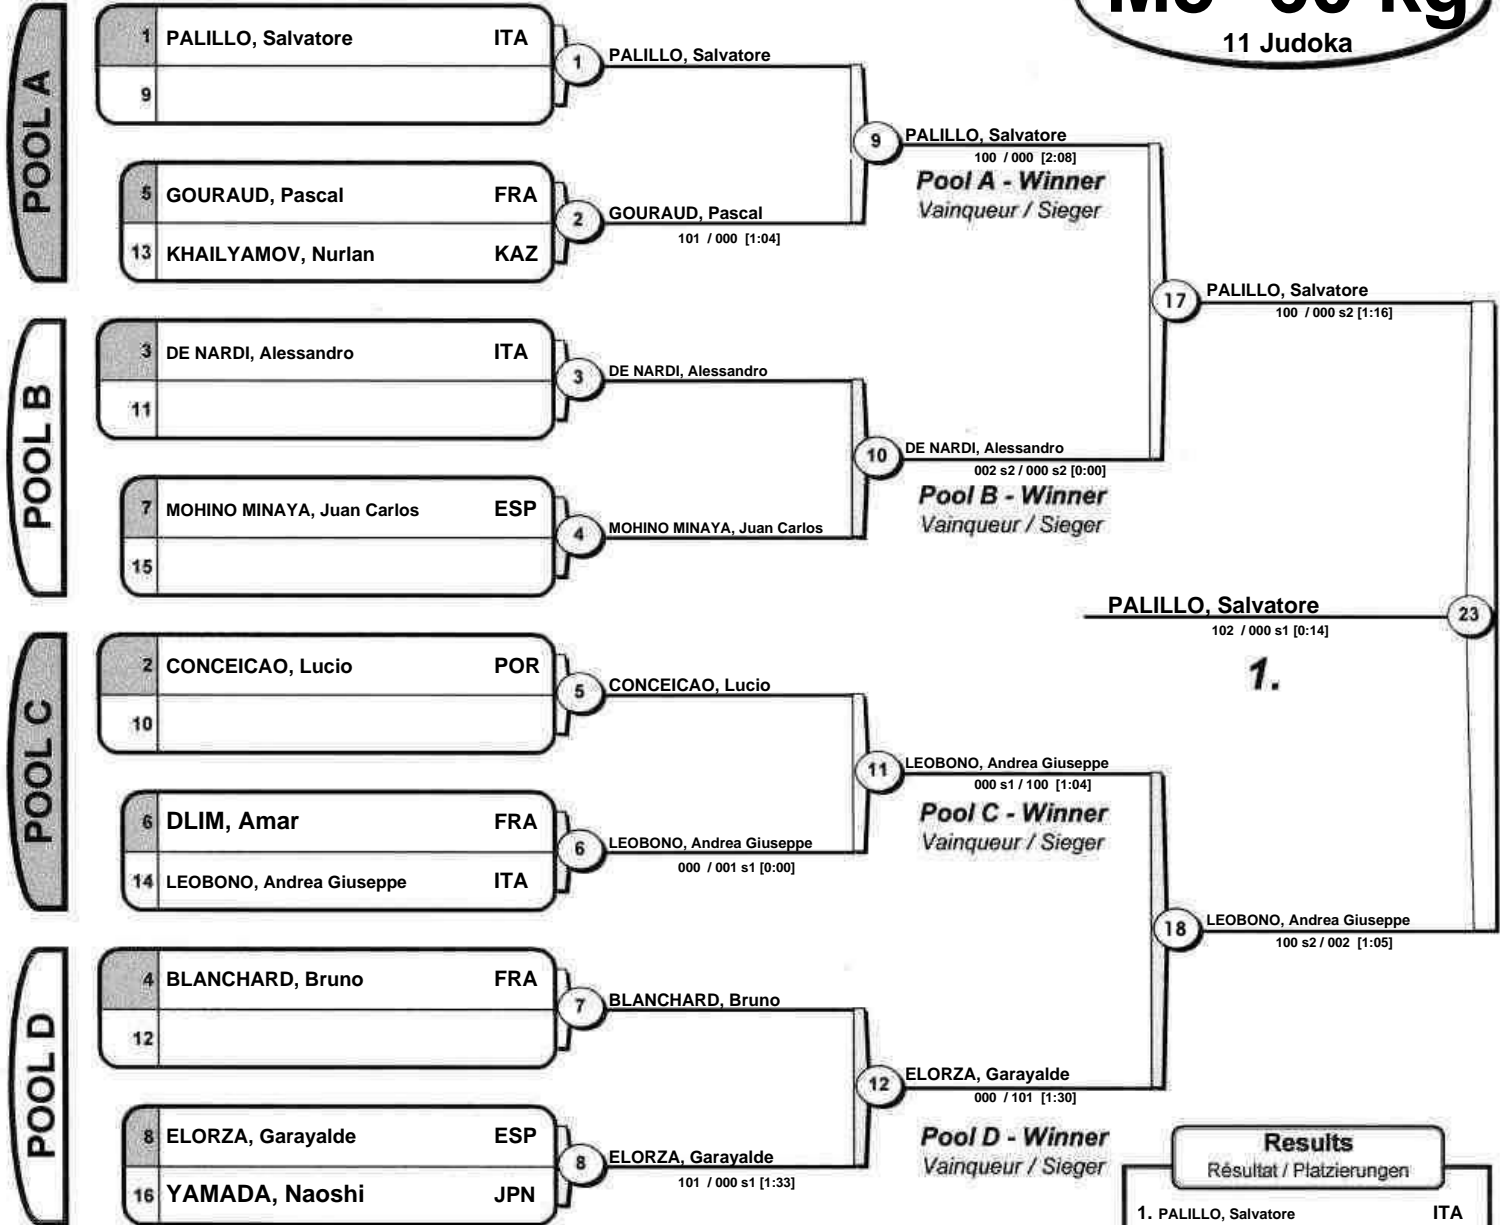 11 Judoka
POOL A
1 PALILLO, Salvatore ITA
9
1 PALILLO, Salvatore
5 GOURAUD, Pascal FRA
13 KHAILYAMOV, Nurlan KAZ
2 GOURAUD, Pascal
101 / 000 [1:04]
9 PALILLO, Salvatore
100 / 000 [2:08]
Pool A - Winner
Vainqueur / Sieger
POOL B
3 DE NARDI, Alessandro ITA
11
3 DE NARDI, Alessandro
7 MOHINO MINAYA, Juan Carlos ESP
15
4 MOHINO MINAYA, Juan Carlos
10 DE NARDI, Alessandro
002 s2 / 000 s2 [0:00]
Pool B - Winner
Vainqueur / Sieger
17 PALILLO, Salvatore
100 / 000 s2 [1:16]
PALILLO, Salvatore 23
102 / 000 s1 [0:14]
1.
POOL C
2 CONCEICAO, Lucio POR
10
5 CONCEICAO, Lucio
6 DLIM, Amar FRA
14 LEOBONO, Andrea Giuseppe ITA
6 LEOBONO, Andrea Giuseppe
000 / 001 s1 [0:00]
11 LEOBONO, Andrea Giuseppe
000 s1 / 100 [1:04]
Pool C - Winner
Vainqueur / Sieger
18 LEOBONO, Andrea Giuseppe
100 s2 / 002 [1:05]
POOL D
4 BLANCHARD, Bruno FRA
12
7 BLANCHARD, Bruno
8 ELORZA, Garayalde ESP
16 YAMADA, Naoshi JPN
8 ELORZA, Garayalde
101 / 000 s1 [1:33]
12 ELORZA, Garayalde
000 / 101 [1:30]
Pool D - Winner
Vainqueur / Sieger
Results
Résultat / Platzierungen
1. PALILLO, Salvatore ITA